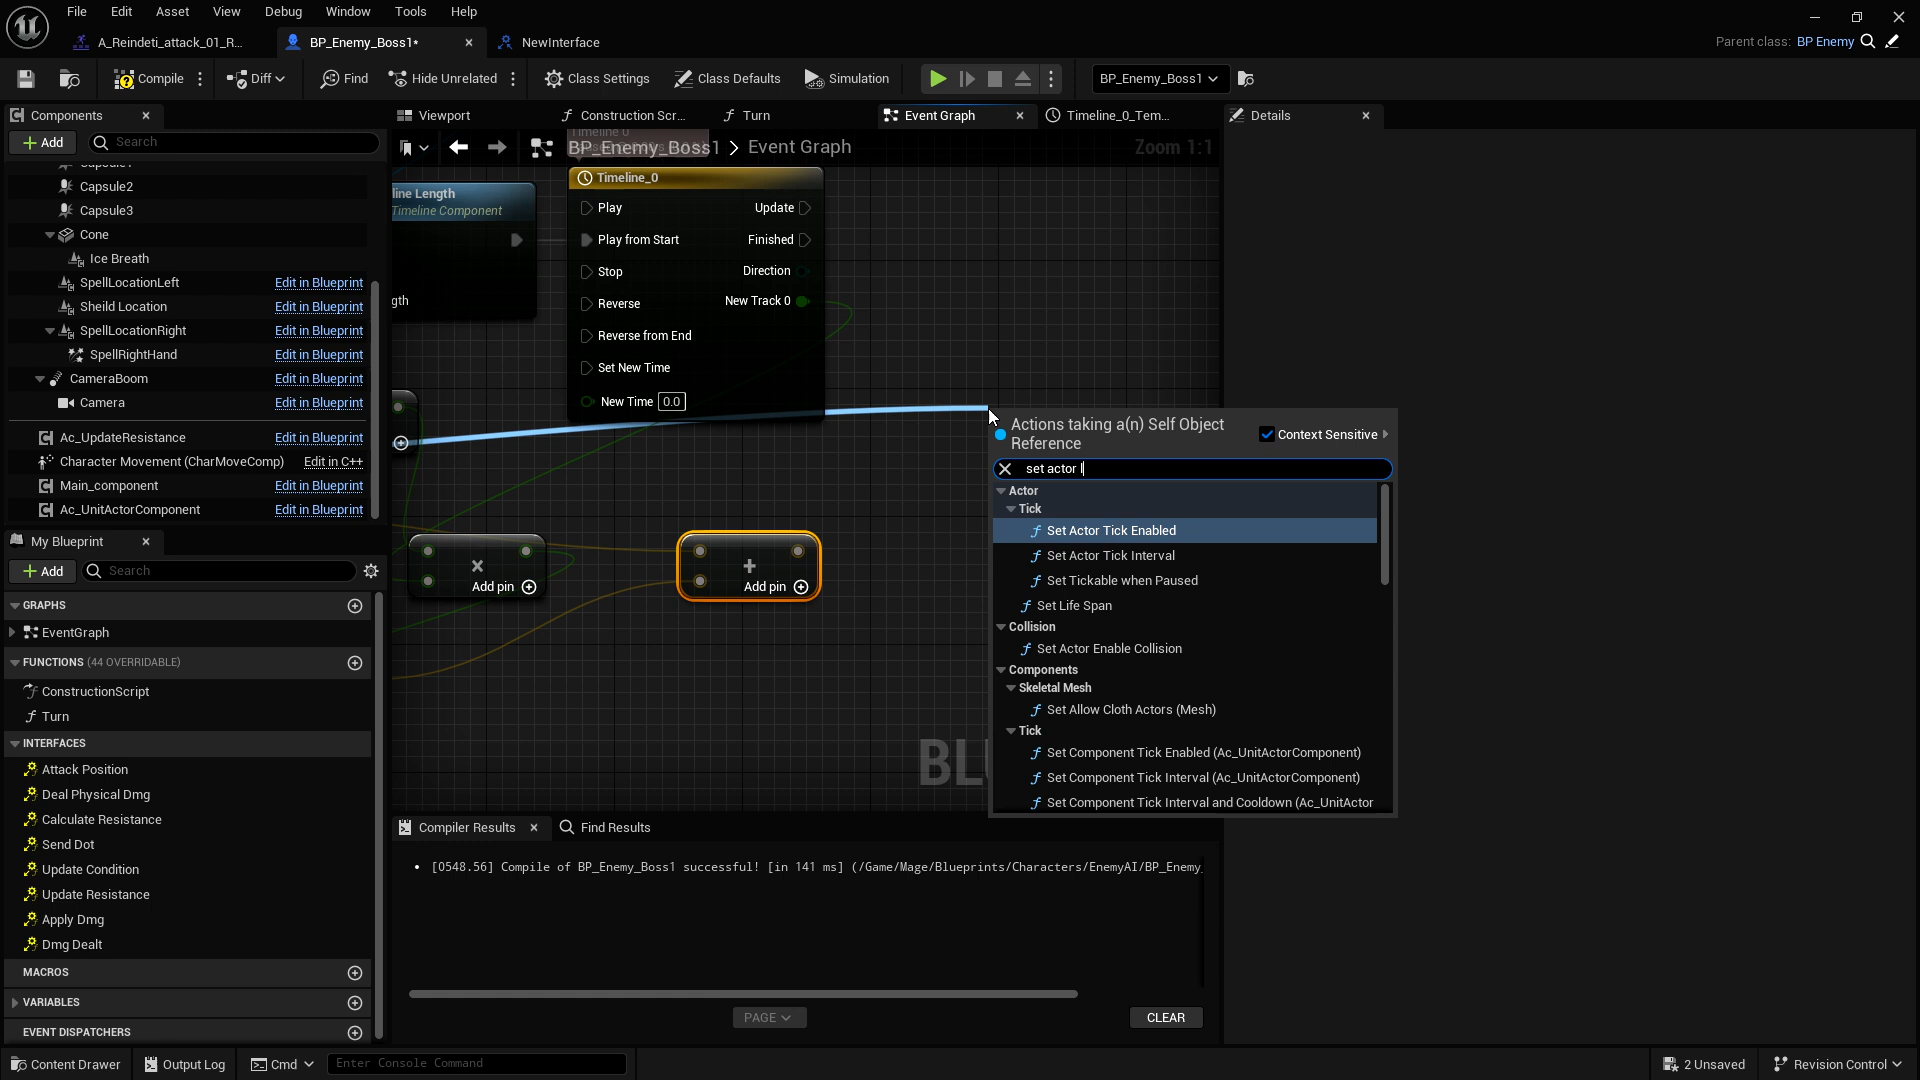 File Edit Asset View Debug Window Tools Help
A_Reindeti_attack_01_R... BP_Enemy_Boss1* NewInterface
Parent class: BP Enemy
Compile Diff Find Hide Unrelated Class Settings Class Defaults Simulation BP_Enemy_Boss1
Components
Viewport Construction Scr... Turn Event Graph Timeline_0_Tem... Details
Add Search
Timeline 0
BP_Enemy_Boss1 > Event Graph
Zoom 1:1
Capsule1
Capsule2
Capsule3
Cone
Ice Breath
SpellLocationLeft Edit in Blueprint
Sheild Location Edit in Blueprint
SpellLocationRight Edit in Blueprint
SpellRightHand Edit in Blueprint
CameraBoom Edit in Blueprint
Camera Edit in Blueprint
Ac_UpdateResistance Edit in Blueprint
Character Movement (CharMoveComp) Edit in C++
Main_component Edit in Blueprint
Ac_UnitActorComponent Edit in Blueprint
line Length
Timeline Component
gth
Timeline_0
Play Update
Play from Start Finished
Stop Direction
Reverse New Track 0
Reverse from End
Set New Time
New Time 0.0
×
Add pin
+
Add pin
BL
Actions taking a(n) Self Object
Reference
Context Sensitive
set actor l
Actor
Tick
Set Actor Tick Enabled
Set Actor Tick Interval
Set Tickable when Paused
Set Life Span
Collision
Set Actor Enable Collision
Components
Skeletal Mesh
Set Allow Cloth Actors (Mesh)
Tick
Set Component Tick Enabled (Ac_UnitActorComponent)
Set Component Tick Interval (Ac_UnitActorComponent)
Set Component Tick Interval and Cooldown (Ac_UnitActor
My Blueprint
Add Search
GRAPHS
EventGraph
FUNCTIONS (44 OVERRIDABLE)
ConstructionScript
Turn
INTERFACES
Attack Position
Deal Physical Dmg
Calculate Resistance
Send Dot
Update Condition
Update Resistance
Apply Dmg
Dmg Dealt
MACROS
VARIABLES
EVENT DISPATCHERS
Compiler Results Find Results
• [0548.56] Compile of BP_Enemy_Boss1 successful! [in 141 ms] (/Game/Mage/Blueprints/Characters/EnemyAI/BP_Enemy_
PAGE CLEAR
Content Drawer Output Log Cmd Enter Console Command 2 Unsaved Revision Control